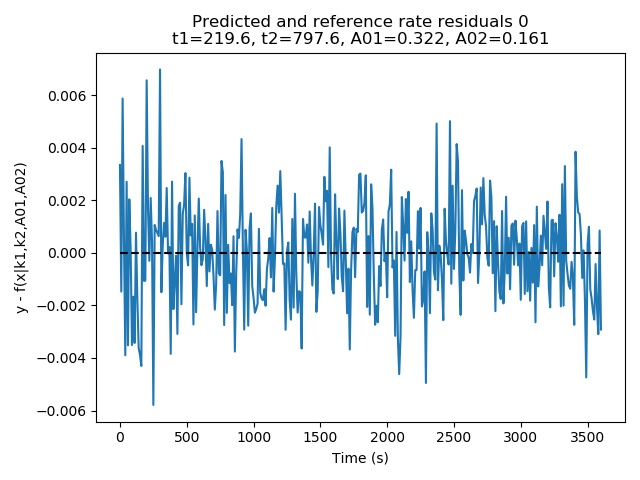 Predicted and reference rate residuals 0
t1=219.6, t2=797.6, A01=0.322, A02=0.161
y - f(x|k1,k2,A01,A02)
0.006
0.004
0.002
0.000
−0.002
−0.004
−0.006
0 500 1000 1500 2000 2500 3000 3500
Time (s)